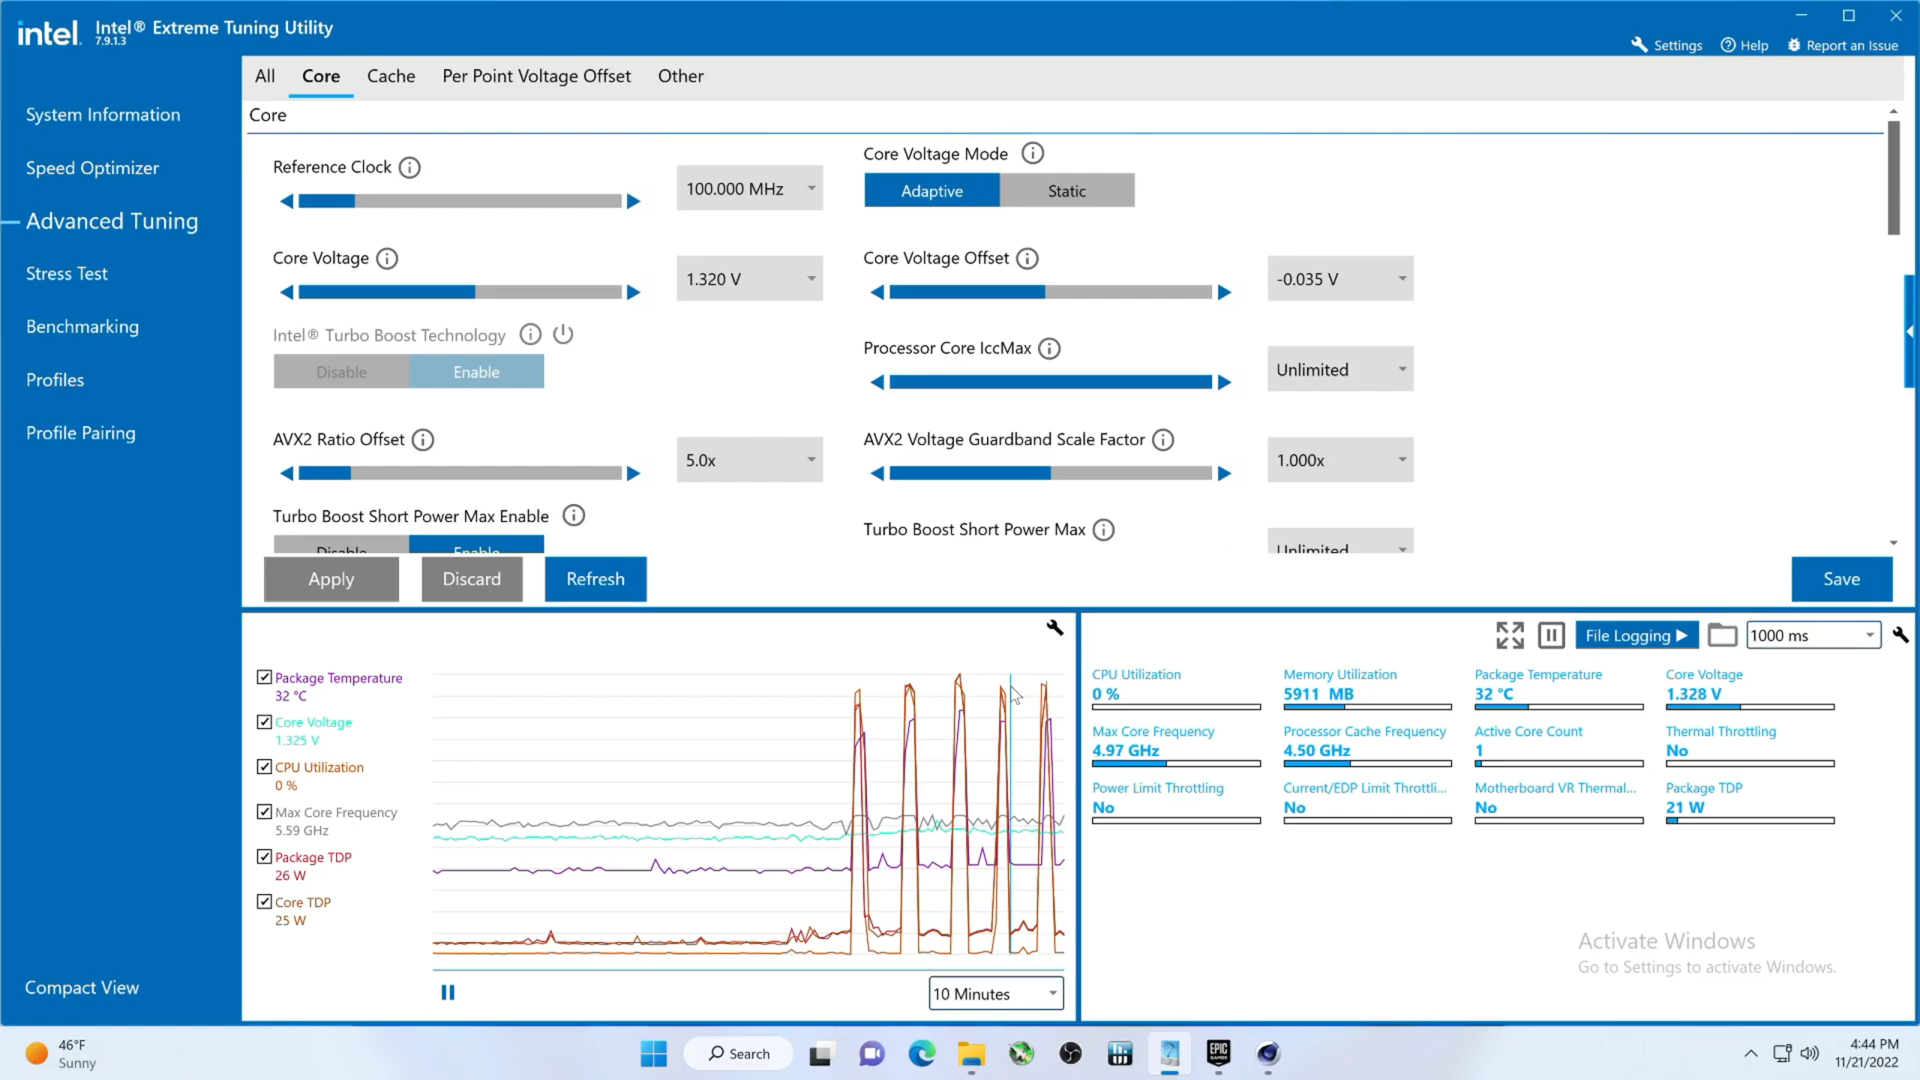 intel.
Intel® Extreme Tuning Utility
7.9.1.3
Settings
Help
Report an Issue
System Information
Speed Optimizer
Advanced Tuning
Stress Test
Benchmarking
Profiles
Profile Pairing
Compact View
All Core Cache Per Point Voltage Offset Other
Core
Reference Clock
100.000 MHz
Core Voltage Mode
Adaptive Static
Core Voltage
1.320 V
Core Voltage Offset
-0.035 V
Intel® Turbo Boost Technology
Disable Enable
Processor Core IccMax
Unlimited
AVX2 Ratio Offset
5.0x
AVX2 Voltage Guardband Scale Factor
1.000x
Turbo Boost Short Power Max Enable
Disable Enable
Turbo Boost Short Power Max
Unlimited
Apply Discard Refresh Save
Package Temperature
32 °C
Core Voltage
1.325 V
CPU Utilization
0 %
Max Core Frequency
5.59 GHz
Package TDP
26 W
Core TDP
25 W
10 Minutes
File Logging
1000 ms
CPU Utilization
0 %
Memory Utilization
5911 MB
Package Temperature
32 °C
Core Voltage
1.328 V
Max Core Frequency
4.97 GHz
Processor Cache Frequency
4.50 GHz
Active Core Count
1
Thermal Throttling
No
Power Limit Throttling
No
Current/EDP Limit Throttli...
No
Motherboard VR Thermal...
No
Package TDP
21 W
Activate Windows
Go to Settings to activate Windows.
46°F
Sunny
Search
EPIC
GAMES
4:44 PM
11/21/2022